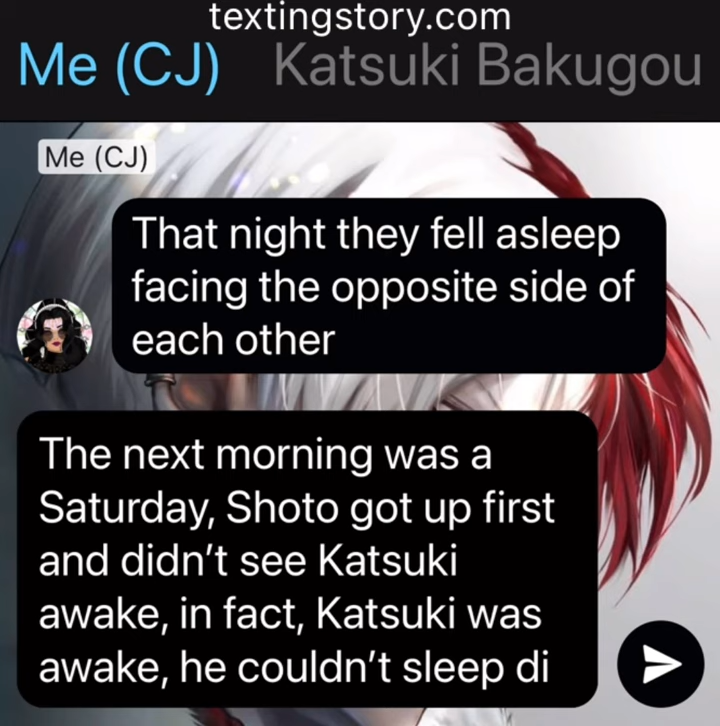 textingstory.com
Me (CJ) Katsuki Bakugou
Me (CJ)
That night they fell asleep
facing the opposite side of
each other
The next morning was a
Saturday, Shoto got up first
and didn’t see Katsuki
awake, in fact, Katsuki was
awake, he couldn’t sleep di